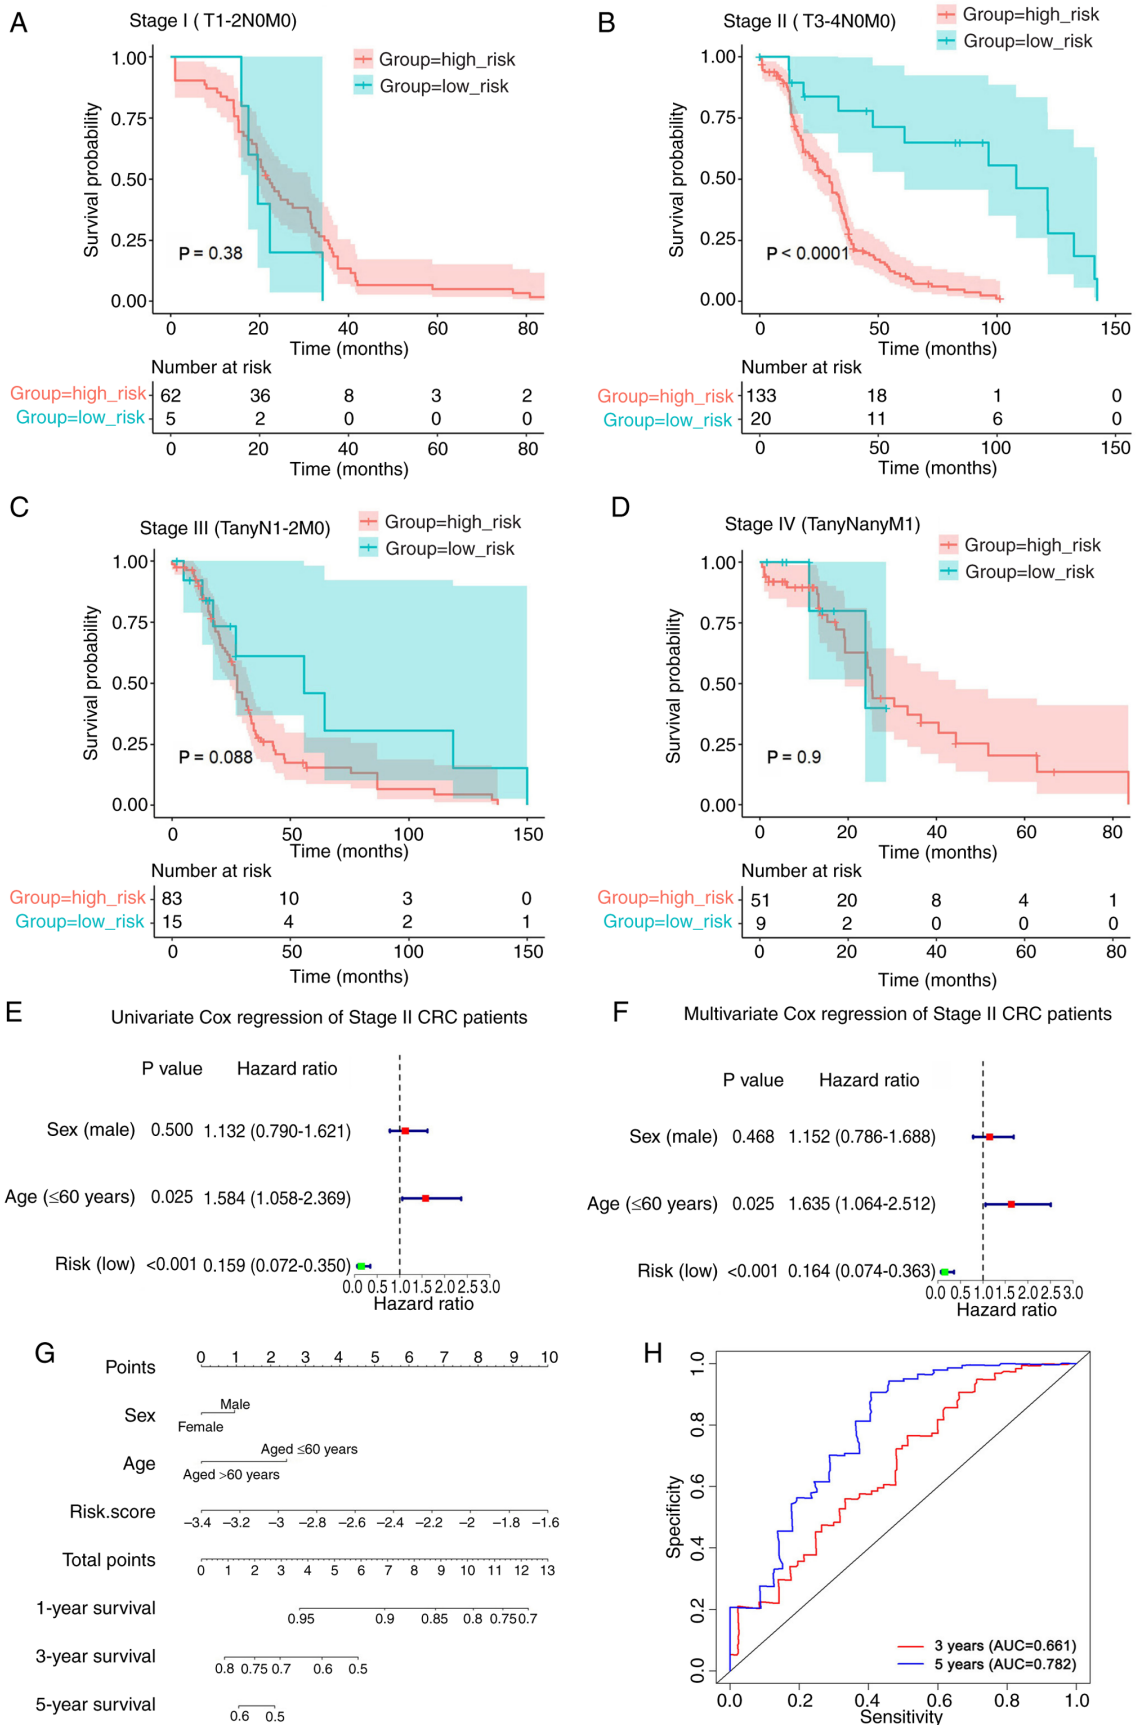 A
Stage I ( T1-2N0M0)
Group=high_risk
Group=low_risk
Survival probability
1.00
0.75
0.50
0.25
0.00
P = 0.38
0 20 40 60 80
Time (months)
Number at risk
Group=high_risk 62 36 8 3 2
Group=low_risk 5 2 0 0 0
0 20 40 60 80
Time (months)
B
Stage II ( T3-4N0M0)
Group=high_risk
Group=low_risk
Survival probability
1.00
0.75
0.50
0.25
0.00
P < 0.0001
0 50 100 150
Time (months)
Number at risk
Group=high_risk 133 18 1 0
Group=low_risk 20 11 6 0
0 50 100 150
Time (months)
C
Stage III (TanyN1-2M0)
Group=high_risk
Group=low_risk
Survival probability
1.00
0.75
0.50
0.25
0.00
P = 0.088
0 50 100 150
Time (months)
Number at risk
Group=high_risk 83 10 3 0
Group=low_risk 15 4 2 1
0 50 100 150
Time (months)
D
Stage IV (TanyNanyM1)
Group=high_risk
Group=low_risk
Survival probability
1.00
0.75
0.50
0.25
0.00
P = 0.9
0 20 40 60 80
Time (months)
Number at risk
Group=high_risk 51 20 8 4 1
Group=low_risk 9 2 0 0 0
0 20 40 60 80
Time (months)
E
Univariate Cox regression of Stage II CRC patients
P value Hazard ratio
Sex (male) 0.500 1.132 (0.790-1.621)
Age (≤60 years) 0.025 1.584 (1.058-2.369)
Risk (low) <0.001 0.159 (0.072-0.350)
0.0 0.5 1.0 1.5 2.0 2.5 3.0
Hazard ratio
F
Multivariate Cox regression of Stage II CRC patients
P value Hazard ratio
Sex (male) 0.468 1.152 (0.786-1.688)
Age (≤60 years) 0.025 1.635 (1.064-2.512)
Risk (low) <0.001 0.164 (0.074-0.363)
0.0 0.5 1.0 1.5 2.0 2.5 3.0
Hazard ratio
G
Points 0 1 2 3 4 5 6 7 8 9 10
Male
Sex
Female
Aged ≤60 years
Age
Aged >60 years
Risk.score
−3.4 −3.2 −3 −2.8 −2.6 −2.4 −2.2 −2 −1.8 −1.6
Total points
0 1 2 3 4 5 6 7 8 9 10 11 12 13
1-year survival
0.95 0.9 0.85 0.8 0.75 0.7
3-year survival
0.8 0.75 0.7 0.6 0.5
5-year survival
0.6 0.5
H
Specificity
1.0
0.8
0.6
0.4
0.2
0.0
3 years (AUC=0.661)
5 years (AUC=0.782)
0.0 0.2 0.4 0.6 0.8 1.0
Sensitivity